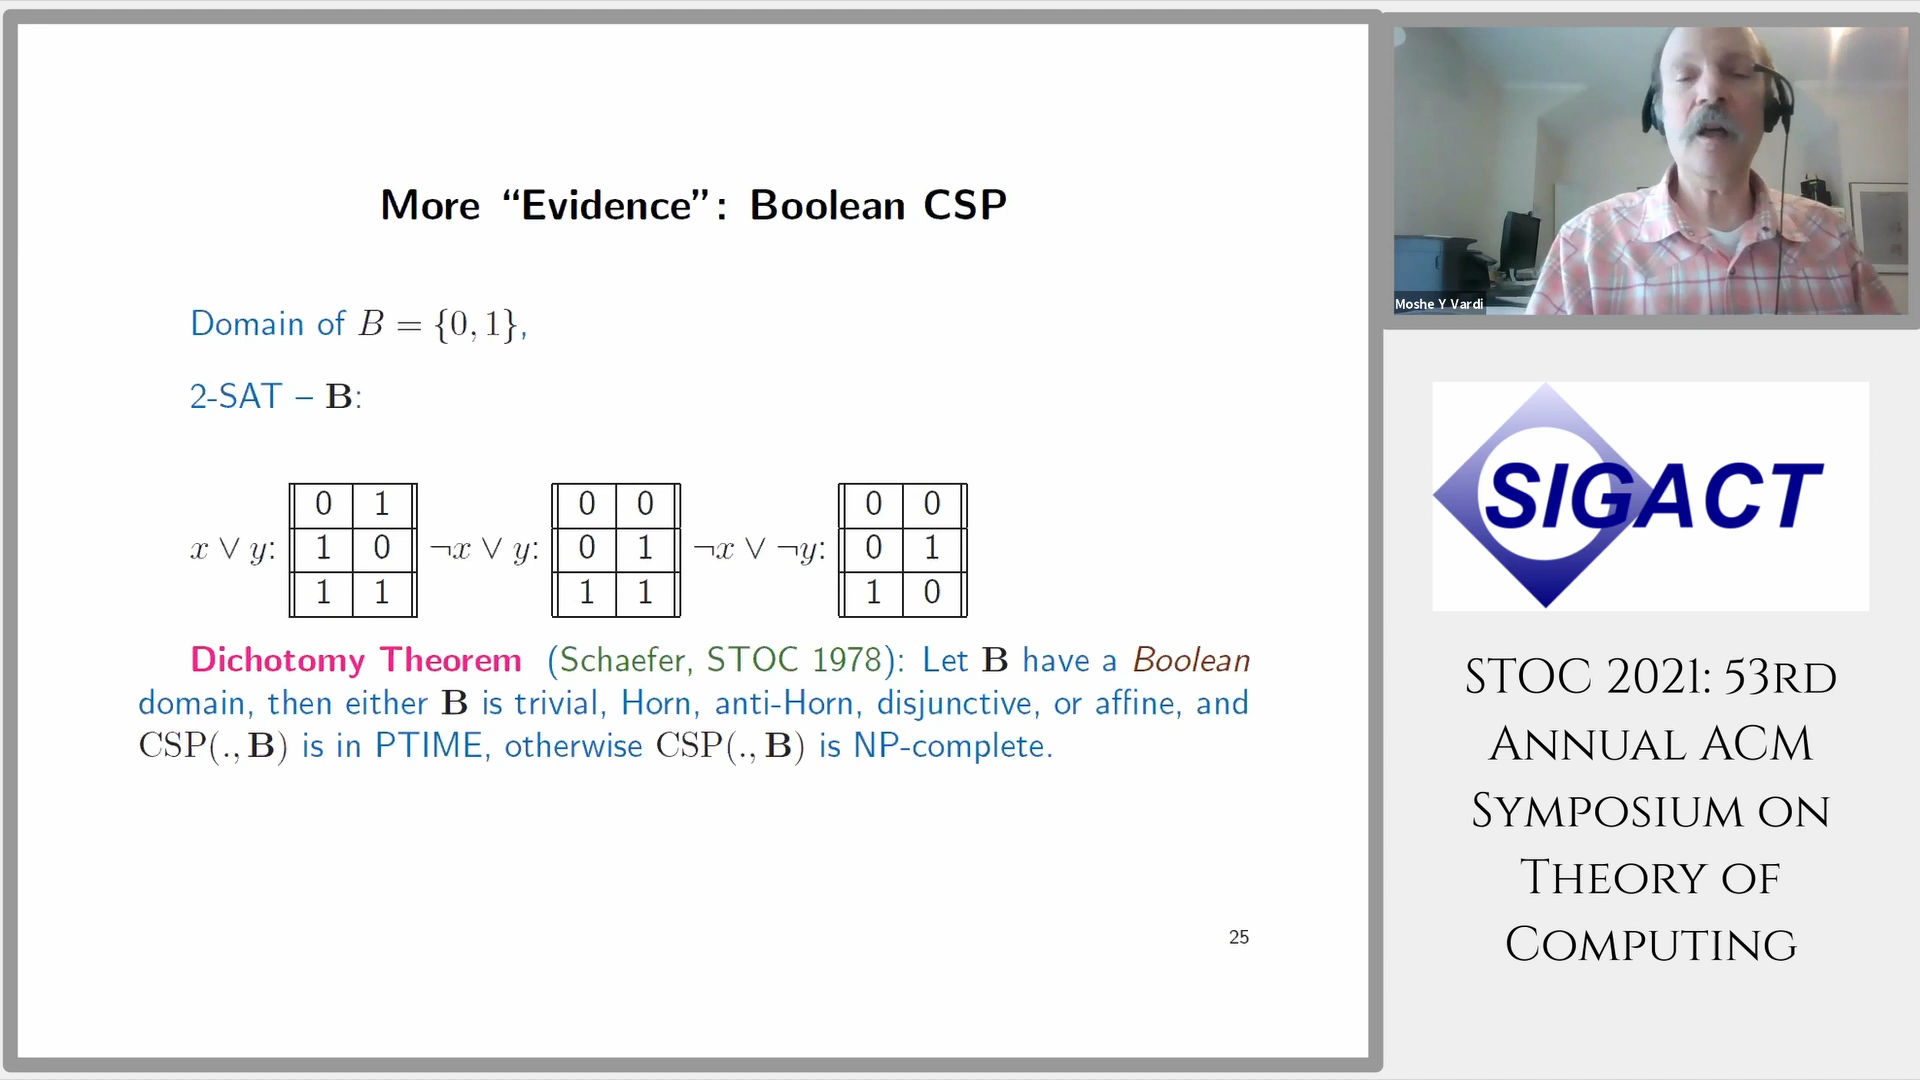 More “Evidence”: Boolean CSP
Domain of B = {0, 1},
2-SAT – B:
x ∨ y:
0 1
1 0
1 1
¬x ∨ y:
0 0
0 1
1 1
¬x ∨ ¬y:
0 0
0 1
1 0
Dichotomy Theorem (Schaefer, STOC 1978): Let B have a Boolean
domain, then either B is trivial, Horn, anti-Horn, disjunctive, or affine, and
CSP(., B) is in PTIME, otherwise CSP(., B) is NP-complete.
25
Moshe Y Vardi
SIGACT
STOC 2021: 53rd
Annual ACM
Symposium on
Theory of
Computing